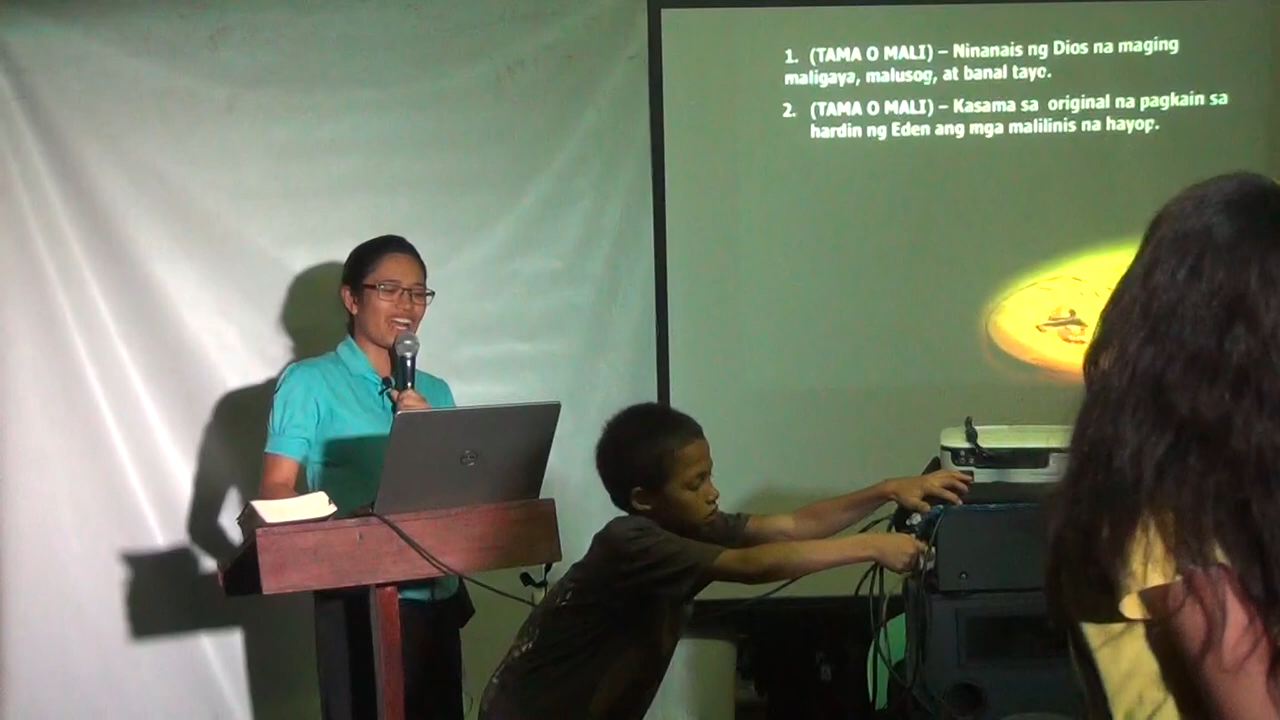 1. (TAMA O MALI) – Ninanais ng Dios na maging
maligaya, malusog, at banal tayo.
2. (TAMA O MALI) – Kasama sa original na pagkain sa
hardin ng Eden ang mga malilinis na hayop.